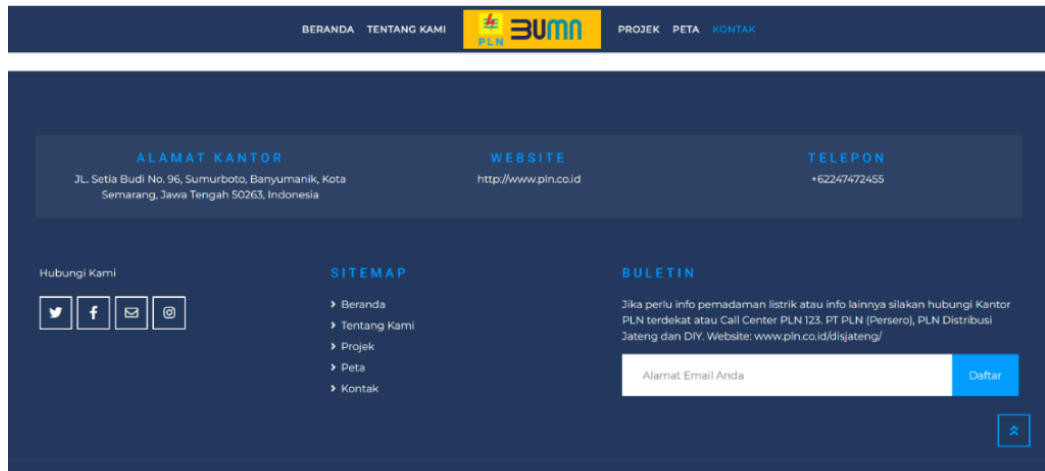 BERANDA TENTANG KAMI PLN BUMN PROJEK PETA KONTAK
ALAMAT KANTOR
JL. Setia Budi No. 96, Sumurboto, Banyumanik, Kota
Semarang, Jawa Tengah 50263, Indonesia
WEBSITE
http://www.pln.co.id
TELEPON
+62247472455
Hubungi Kami
SITEMAP
Beranda
Tentang Kami
Projek
Peta
Kontak
BULETIN
Jika perlu info pemadaman listrik atau info lainnya silakan hubungi Kantor
PLN terdekat atau Call Center PLN 123. PT PLN (Persero), PLN Distribusi
Jateng dan DIY. Website: www.pln.co.id/disjateng/
Alamat Email Anda
Daftar